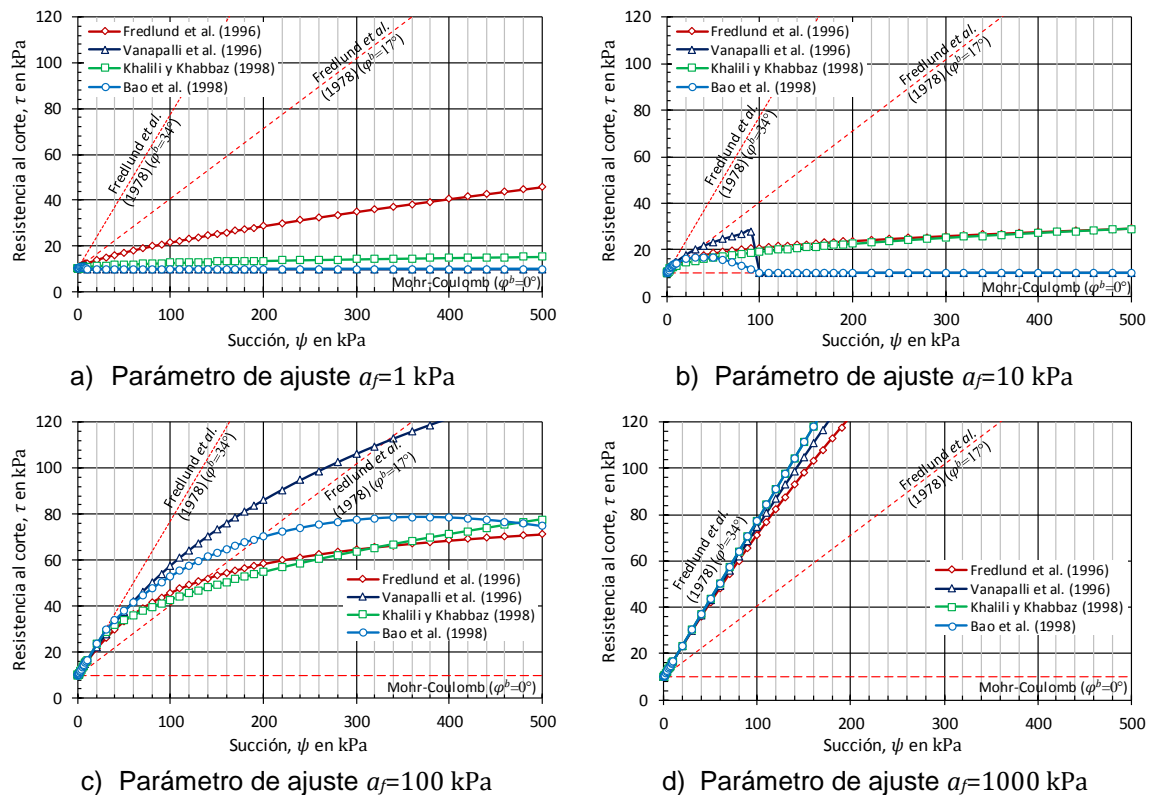 120
100
80
60
40
20
0
Resistencia al corte, τ en kPa
Fredlund et al. (1996)
Vanapalli et al. (1996)
Khalili y Khabbaz (1998)
Bao et al. (1998)
Fredlund et al.
(1978) (φᵇ=34°)
Fredlund et al.
(1978) (φᵇ=17°)
Mohr-Coulomb (φᵇ=0°)
0 100 200 300 400 500
Succión, ψ en kPa
a) Parámetro de ajuste a_f=1 kPa
120
100
80
60
40
20
0
Resistencia al corte, τ en kPa
Fredlund et al. (1996)
Vanapalli et al. (1996)
Khalili y Khabbaz (1998)
Bao et al. (1998)
Fredlund et al.
(1978) (φᵇ=34°)
Fredlund et al.
(1978) (φᵇ=17°)
Mohr-Coulomb (φᵇ=0°)
0 100 200 300 400 500
Succión, ψ en kPa
b) Parámetro de ajuste a_f=10 kPa
120
100
80
60
40
20
0
Resistencia al corte, τ en kPa
Fredlund et al.
(1978) (φᵇ=34°)
Fredlund et al.
(1978) (φᵇ=17°)
Fredlund et al. (1996)
Vanapalli et al. (1996)
Khalili y Khabbaz (1998)
Bao et al. (1998)
Mohr-Coulomb (φᵇ=0°)
0 100 200 300 400 500
Succión, ψ en kPa
c) Parámetro de ajuste a_f=100 kPa
120
100
80
60
40
20
0
Resistencia al corte, τ en kPa
Fredlund et al.
(1978) (φᵇ=34°)
Fredlund et al.
(1978) (φᵇ=17°)
Fredlund et al. (1996)
Vanapalli et al. (1996)
Khalili y Khabbaz (1998)
Bao et al. (1998)
Mohr-Coulomb (φᵇ=0°)
0 100 200 300 400 500
Succión, ψ en kPa
d) Parámetro de ajuste a_f=1000 kPa